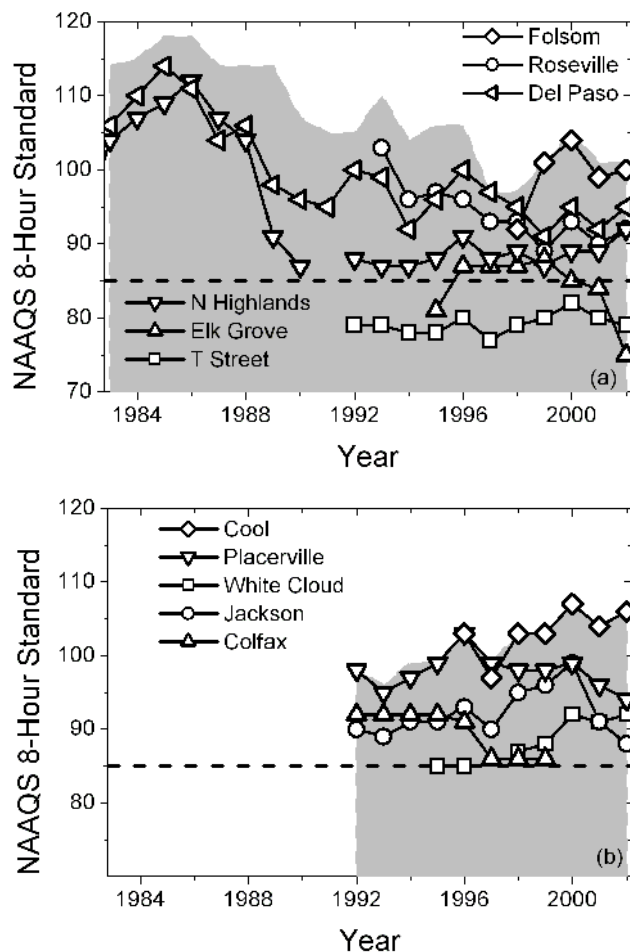 120
110
100
90
80
70
NAAQS 8-Hour Standard
Folsom
Roseville
Del Paso
N Highlands
Elk Grove
T Street
(a)
1984 1988 1992 1996 2000
Year
120
110
100
90
80
NAAQS 8-Hour Standard
Cool
Placerville
White Cloud
Jackson
Colfax
(b)
1984 1988 1992 1996 2000
Year